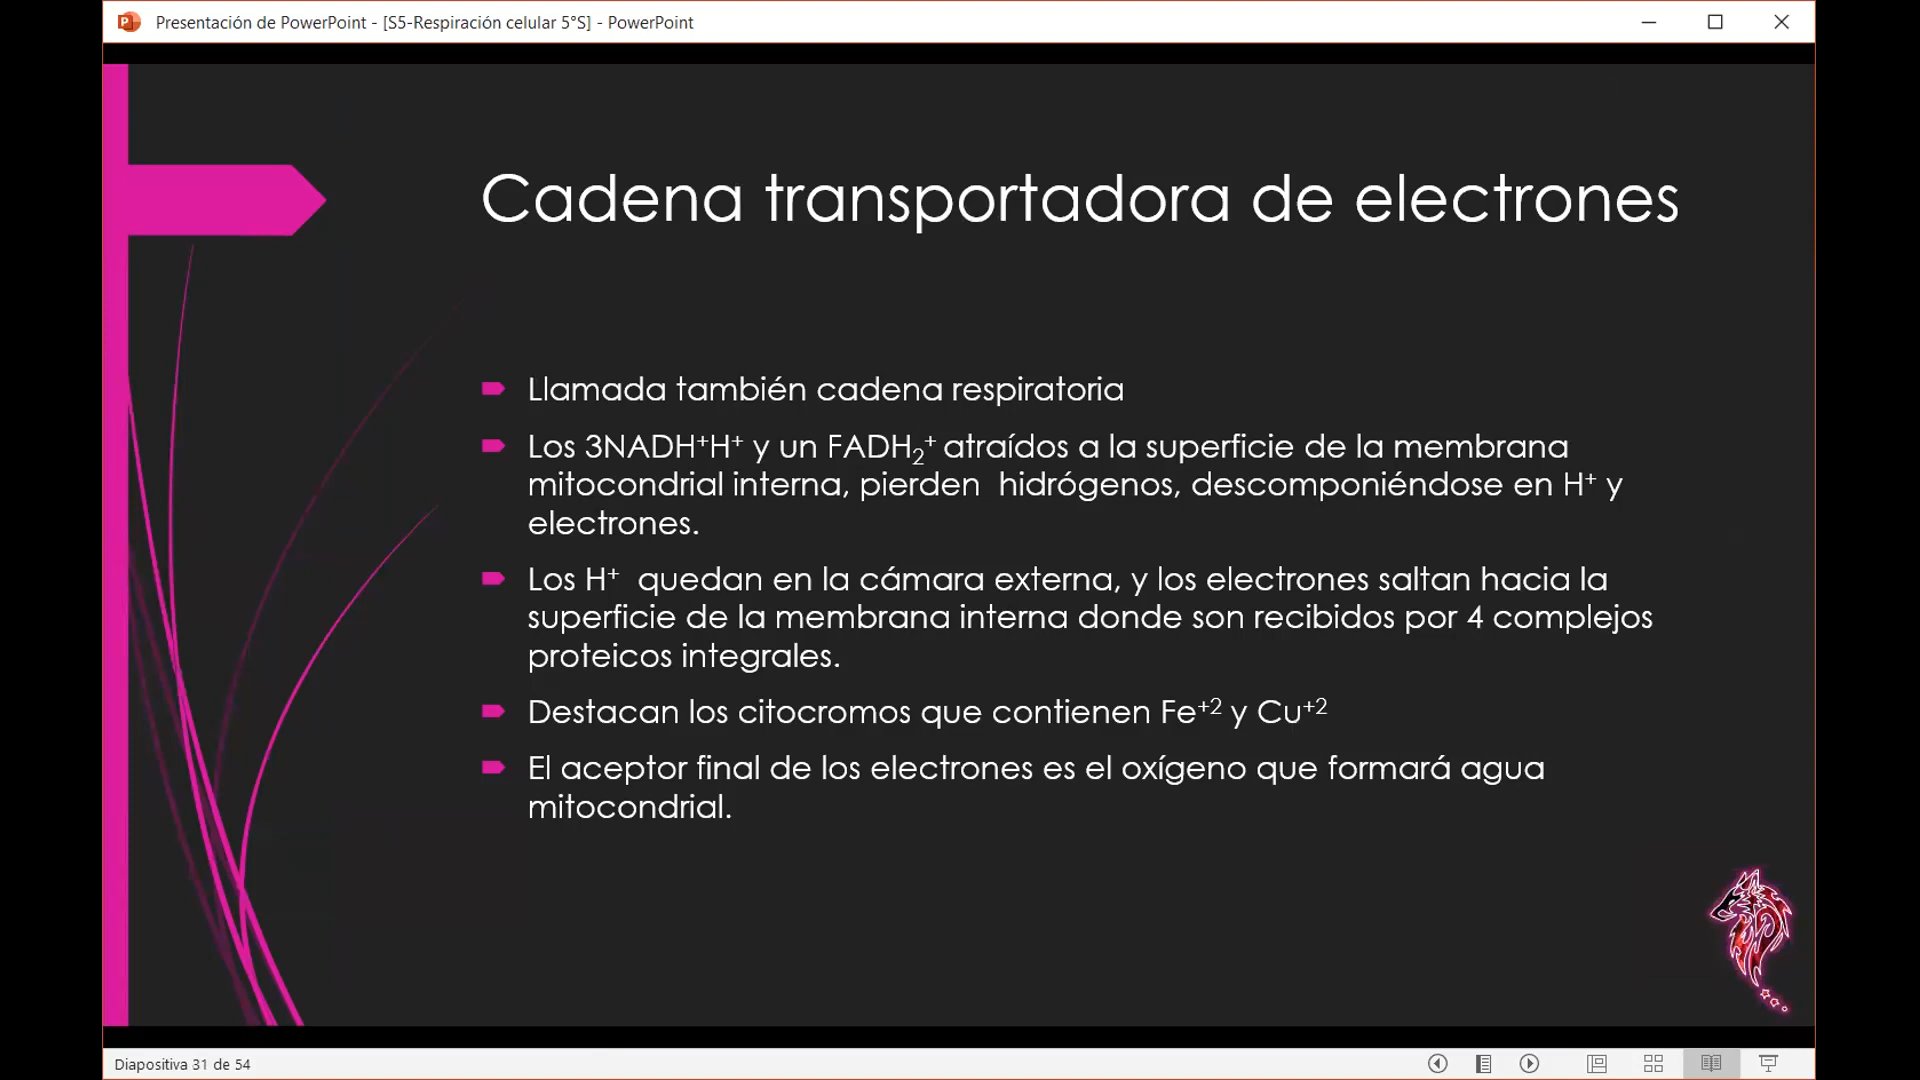 Presentación de PowerPoint - [S5-Respiración celular 5°S] - PowerPoint
Cadena transportadora de electrones
Llamada también cadena respiratoria
Los 3NADH⁺H⁺ y un FADH₂⁺ atraídos a la superficie de la membrana
mitocondrial interna, pierden hidrógenos, descomponiéndose en H⁺ y
electrones.
Los H⁺ quedan en la cámara externa, y los electrones saltan hacia la
superficie de la membrana interna donde son recibidos por 4 complejos
proteicos integrales.
Destacan los citocromos que contienen Fe⁺² y Cu⁺²
El aceptor final de los electrones es el oxígeno que formará agua
mitocondrial.
Diapositiva 31 de 54